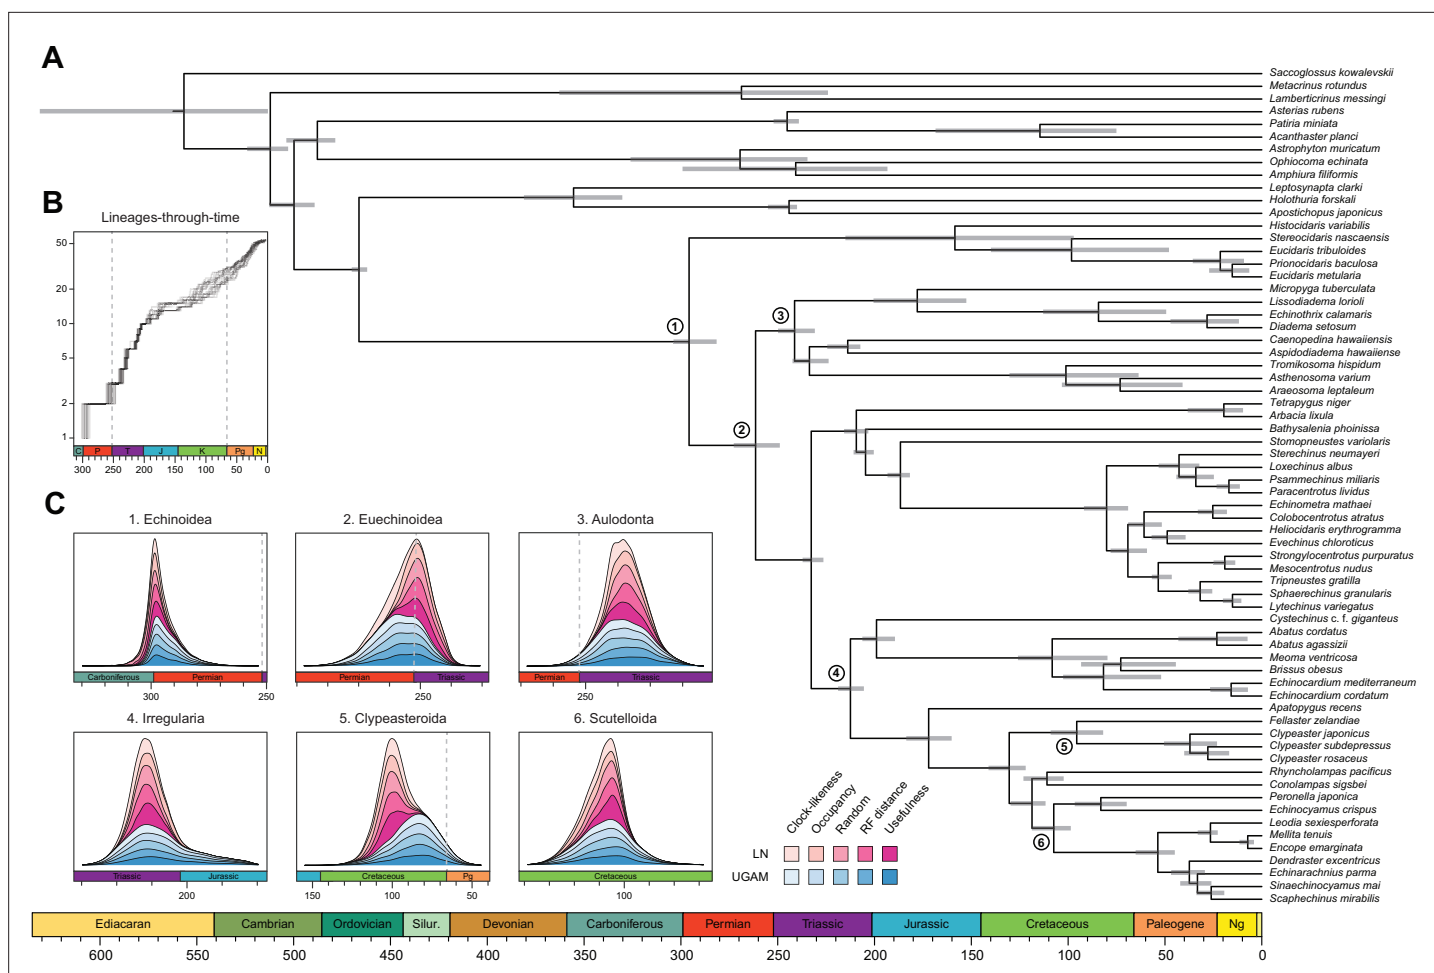 A
Saccoglossus kowalevskii
Metacrinus rotundus
Lamberticrinus messingi
Asterias rubens
Patiria miniata
Acanthaster planci
Astrophyton muricatum
Ophiocoma echinata
Amphiura filiformis
Leptosynapta clarki
Holothuria forskali
Apostichopus japonicus
Histocidaris variabilis
Stereocidaris nascaensis
Eucidaris tribuloides
Prionocidaris baculosa
Eucidaris metularia
Micropyga tuberculata
Lissodiadema lorioli
Echinothrix calamaris
Diadema setosum
Caenopedina hawaiiensis
Aspidodiadema hawaiiense
Tromikosoma hispidum
Asthenosoma varium
Araeosoma leptaleum
Tetrapygus niger
Arbacia lixula
Bathysalenia phoinissa
Stomopneustes variolaris
Sterechinus neumayeri
Loxechinus albus
Psammechinus miliaris
Paracentrotus lividus
Echinometra mathaei
Colobocentrotus atratus
Heliocidaris erythrogramma
Evechinus chloroticus
Strongylocentrotus purpuratus
Mesocentrotus nudus
Tripneustes gratilla
Sphaerechinus granularis
Lytechinus variegatus
Cystechinus c. f. giganteus
Abatus cordatus
Abatus agassizii
Meoma ventricosa
Brissus obesus
Echinocardium mediterraneum
Echinocardium cordatum
Apatopygus recens
Fellaster zelandiae
Clypeaster japonicus
Clypeaster subdepressus
Clypeaster rosaceus
Rhyncholampas pacificus
Conolampas sigsbei
Peronella japonica
Echinocyamus crispus
Leodia sexiesperforata
Mellita tenuis
Encope emarginata
Dendraster excentricus
Echinarachnius parma
Sinaechinocyamus mai
Scaphechinus mirabilis
1
2
3
4
5
6
B
Lineages-through-time
50
20
10
5
2
1
C P T J K Pg N
300 250 200 150 100 50 0
C
1. Echinoidea
Carboniferous Permian
300 250
2. Euechinoidea
Permian Triassic
250
3. Aulodonta
Permian Triassic
250
4. Irregularia
Triassic Jurassic
200
5. Clypeasteroida
Cretaceous Pg
150 100 50
6. Scutelloida
Cretaceous
100
Clock-likeness
Occupancy
Random
RF distance
Usefulness
LN
UGAM
Ediacaran Cambrian Ordovician Silur. Devonian Carboniferous Permian Triassic Jurassic Cretaceous Paleogene Ng
600 550 500 450 400 350 300 250 200 150 100 50 0